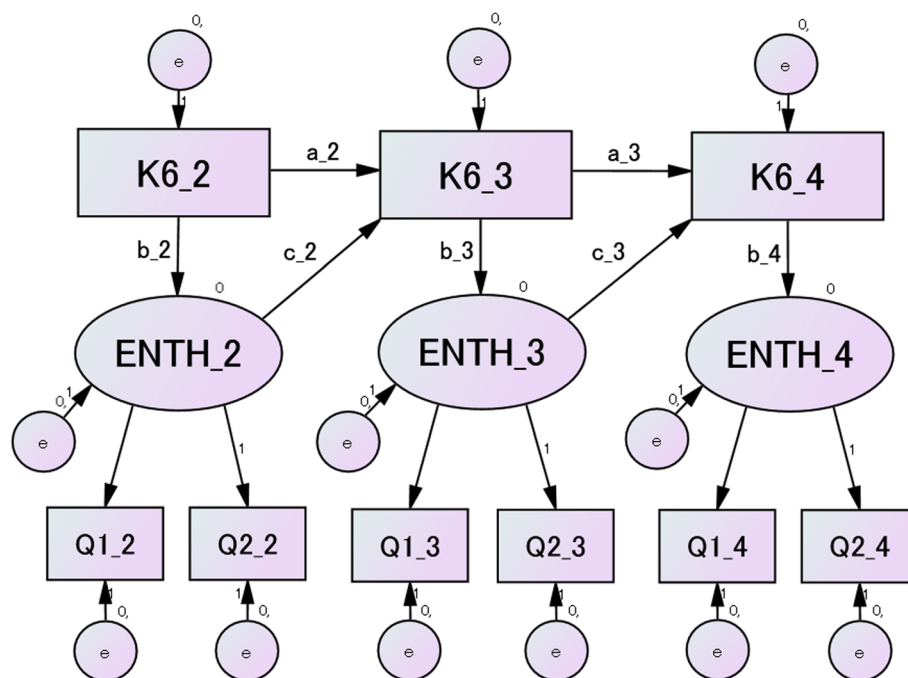 0, 0, 0,
e e e
1 1 1
K6_2 a_2 K6_3 a_3 K6_4
b_2 c_2 b_3 c_3 b_4
0 0 0
ENTH_2 ENTH_3 ENTH_4
1 1 1
0, 0, 0,
e e e
1 1 1
Q1_2 Q2_2 Q1_3 Q2_3 Q1_4 Q2_4
1 1 1 1 1 1
0, 0, 0, 0, 0, 0,
e e e e e e